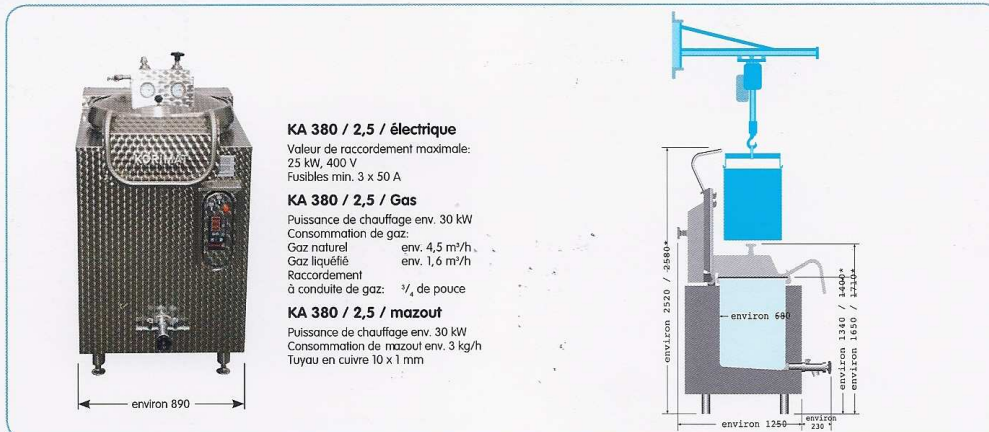 KORIMAT
environ 890
KA 380 / 2,5 / électrique
Valeur de raccordement maximale:
25 kW, 400 V
Fusibles min. 3 x 50 A
KA 380 / 2,5 / Gas
Puissance de chauffage env. 30 kW
Consommation de gaz:
Gaz naturel env. 4,5 m³/h
Gaz liquéfié env. 1,6 m³/h
Raccordement
à conduite de gaz: ³/₄ de pouce
KA 380 / 2,5 / mazout
Puissance de chauffage env. 30 kW
Consommation de mazout env. 3 kg/h
Tuyau en cuivre 10 x 1 mm
environ 2520 / 2580*
environ 680
environ 1340 / 1400*
environ 1650 / 1710*
environ 1250
environ
230